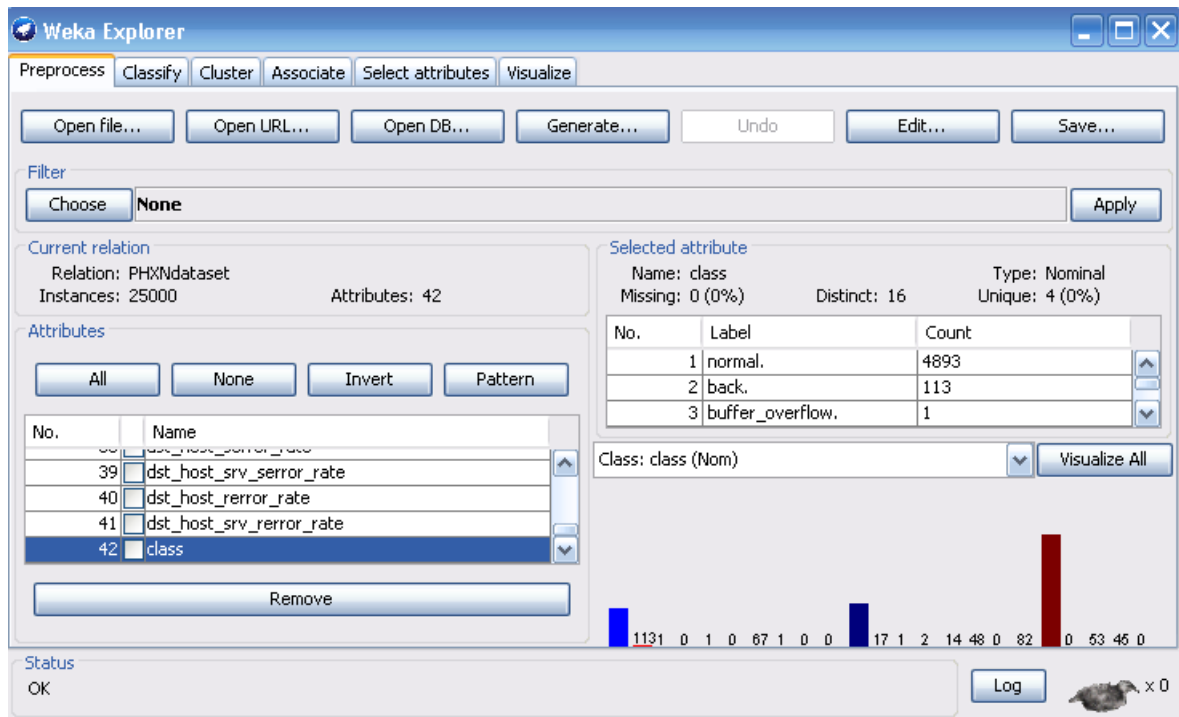 Weka Explorer
Preprocess Classify Cluster Associate Select attributes Visualize
Open file... Open URL... Open DB... Generate... Undo Edit... Save...
Filter
Choose None Apply
Current relation
Relation: PHXNdataset
Instances: 25000 Attributes: 42
Attributes
All None Invert Pattern
No. Name
39 dst_host_srv_serror_rate
40 dst_host_rerror_rate
41 dst_host_srv_rerror_rate
42 class
Remove
Selected attribute
Name: class Type: Nominal
Missing: 0 (0%) Distinct: 16 Unique: 4 (0%)
No. Label Count
1 normal. 4893
2 back. 113
3 buffer_overflow. 1
Class: class (Nom) Visualize All
113 1 0 1 0 67 1 0 0 17 1 2 14 48 0 82 0 53 45 0
Status
OK Log x 0